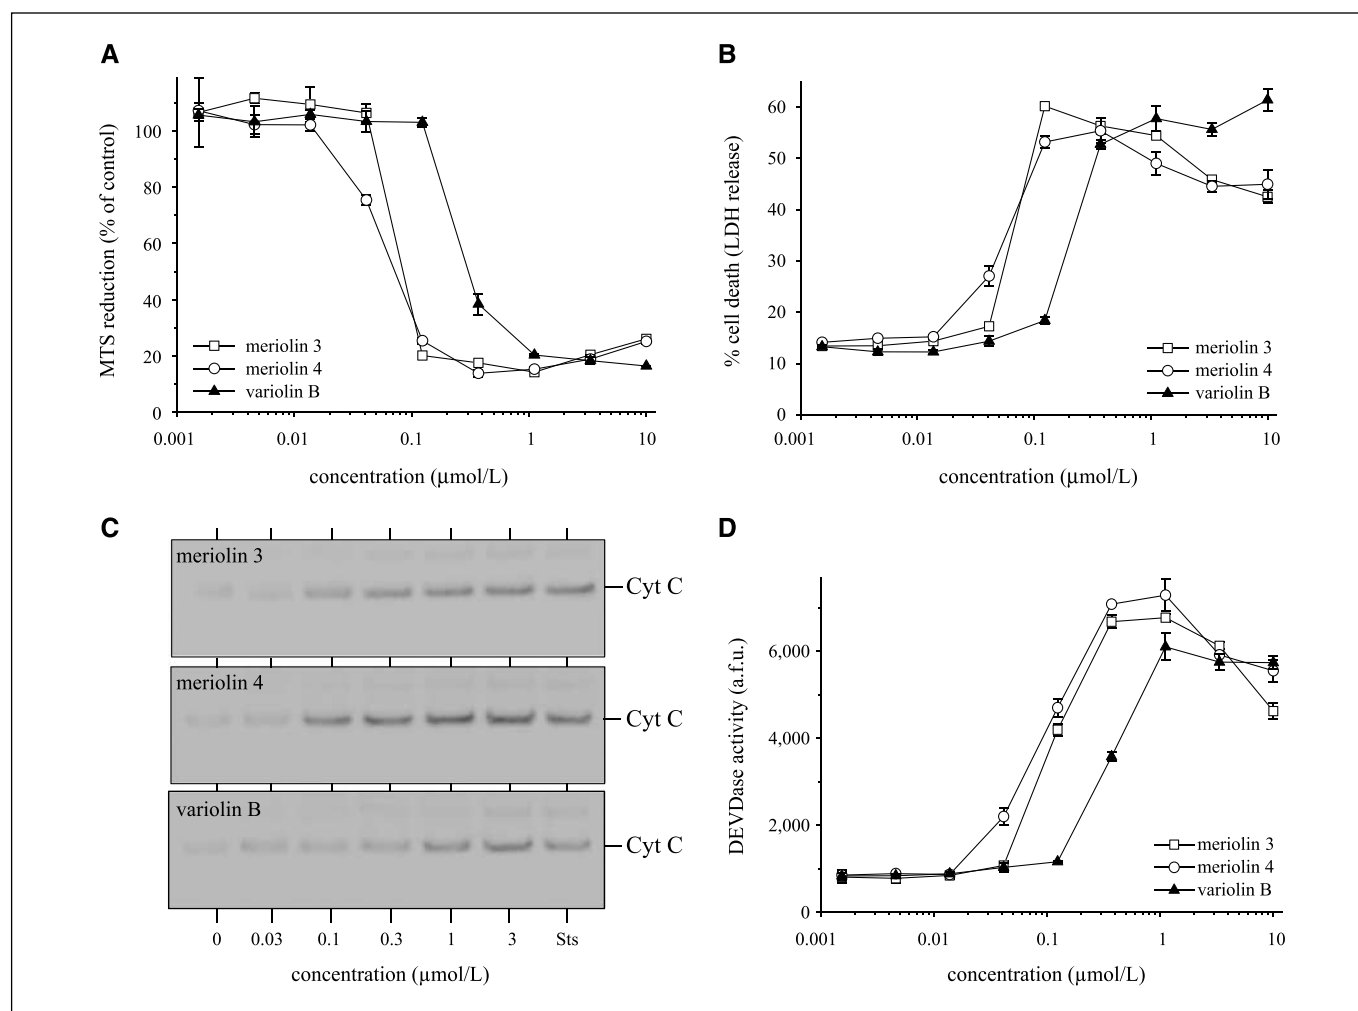 A
MTS reduction (% of control)
100
80
60
40
20
0
meriolin 3
meriolin 4
variolin B
0.001 0.01 0.1 1 10
concentration (μmol/L)
B
% cell death (LDH release)
60
50
40
30
20
10
0
meriolin 3
meriolin 4
variolin B
0.001 0.01 0.1 1 10
concentration (μmol/L)
C
meriolin 3
Cyt C
meriolin 4
Cyt C
variolin B
Cyt C
0 0.03 0.1 0.3 1 3 Sts
concentration (μmol/L)
D
DEVDase activity (a.f.u.)
6,000
4,000
2,000
0
meriolin 3
meriolin 4
variolin B
0.001 0.01 0.1 1 10
concentration (μmol/L)